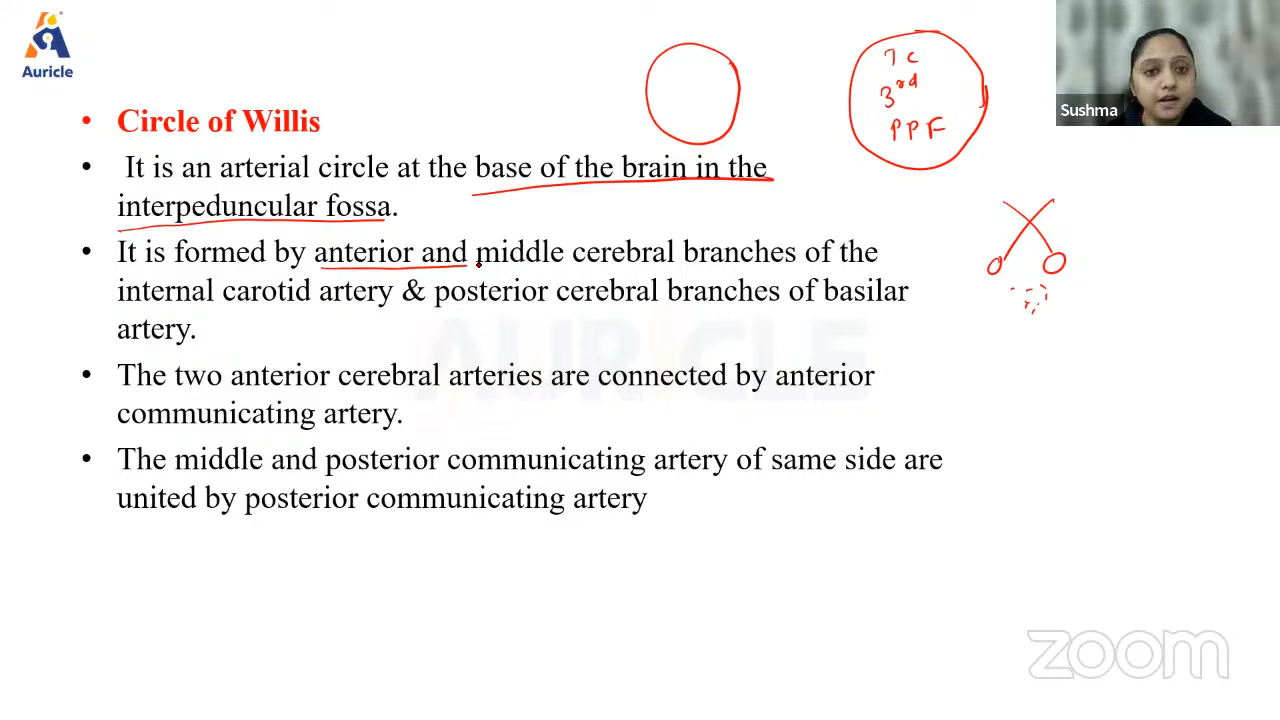 Auricle
7 c
3rd
P P F
Sushma
• Circle of Willis
• It is an arterial circle at the base of the brain in the
interpeduncular fossa.
• It is formed by anterior and middle cerebral branches of the
internal carotid artery & posterior cerebral branches of basilar
artery.
AURICLE
• The two anterior cerebral arteries are connected by anterior
communicating artery.
• The middle and posterior communicating artery of same side are
united by posterior communicating artery
zoom